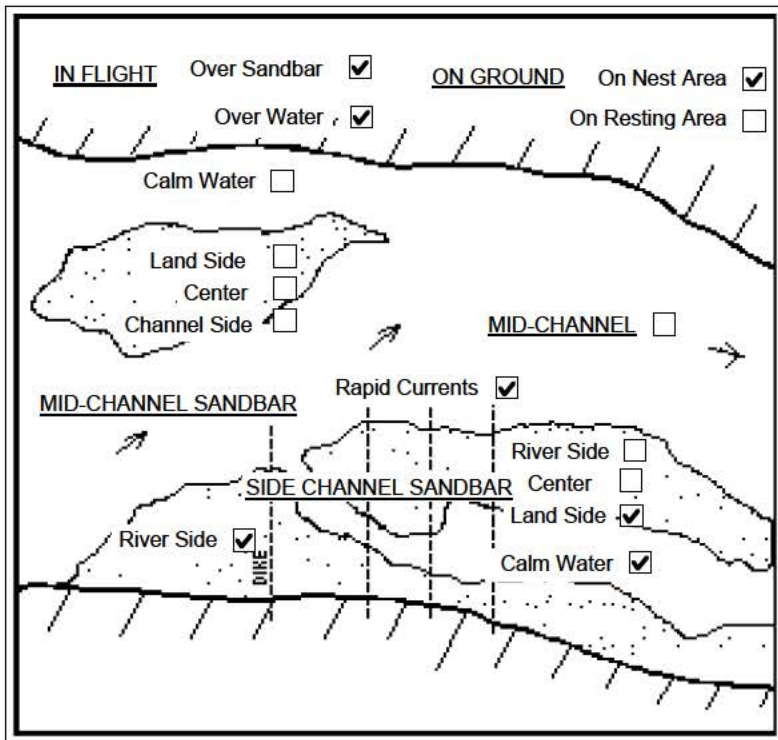 IN FLIGHT Over Sandbar ON GROUND On Nest Area
Over Water On Resting Area
Calm Water
Land Side
Center
Channel Side
MID-CHANNEL
Rapid Currents
MID-CHANNEL SANDBAR
River Side
SIDE CHANNEL SANDBAR Center
Land Side
River Side
Calm Water
DIKE